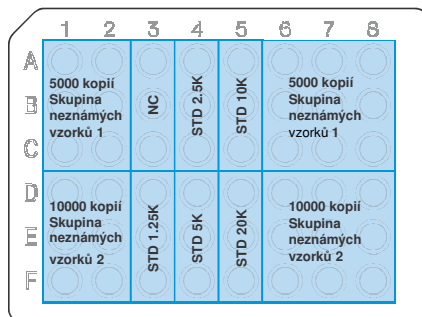 1 2 3 4 5 6 7 8
A
B
C
D
E
F
5000 kopií
Skupina
neznámých
vzorků 1
NC
STD 2.5K
STD 10K
5000 kopií
Skupina
neznámých
vzorků 1
10000 kopií
Skupina
neznámých
vzorků 2
STD 1.25K
STD 5K
STD 20K
10000 kopií
Skupina
neznámých
vzorků 2